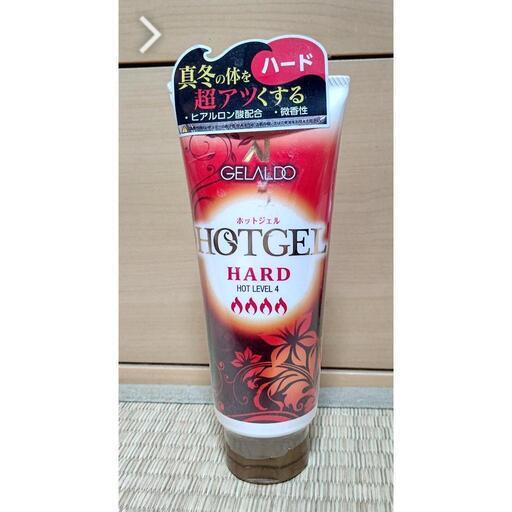 真冬の体を
超アツくする
ハード
・ヒアルロン酸配合 ・微香性
GELALDO
ホットジェル
HOTGEL
HARD
HOT LEVEL 4